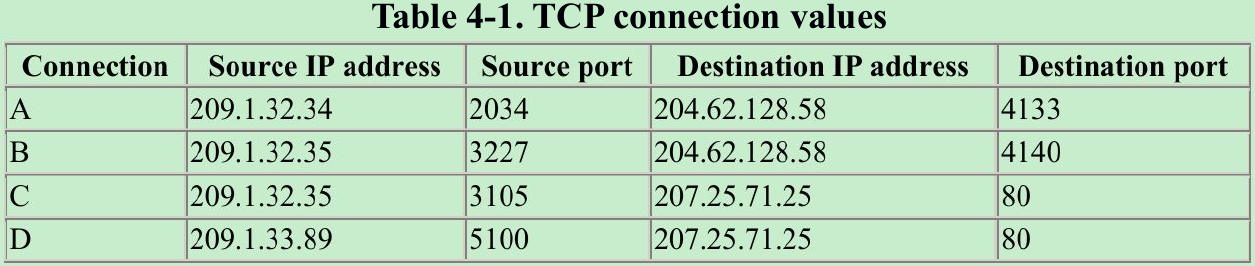 Table 4-1. TCP connection values
Connection Source IP address Source port Destination IP address Destination port
A 209.1.32.34 2034 204.62.128.58 4133
B 209.1.32.35 3227 204.62.128.58 4140
C 209.1.32.35 3105 207.25.71.25 80
D 209.1.33.89 5100 207.25.71.25 80